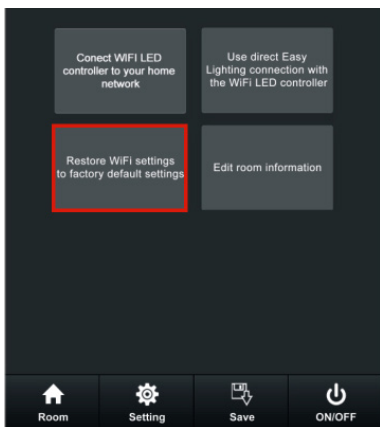 Conect WIFI LED
controller to your home
network
Use direct Easy
Lighting connection with
the WiFi LED controller
Restore WiFi settings
to factory default settings
Edit room information
Room
Setting
Save
ON/OFF